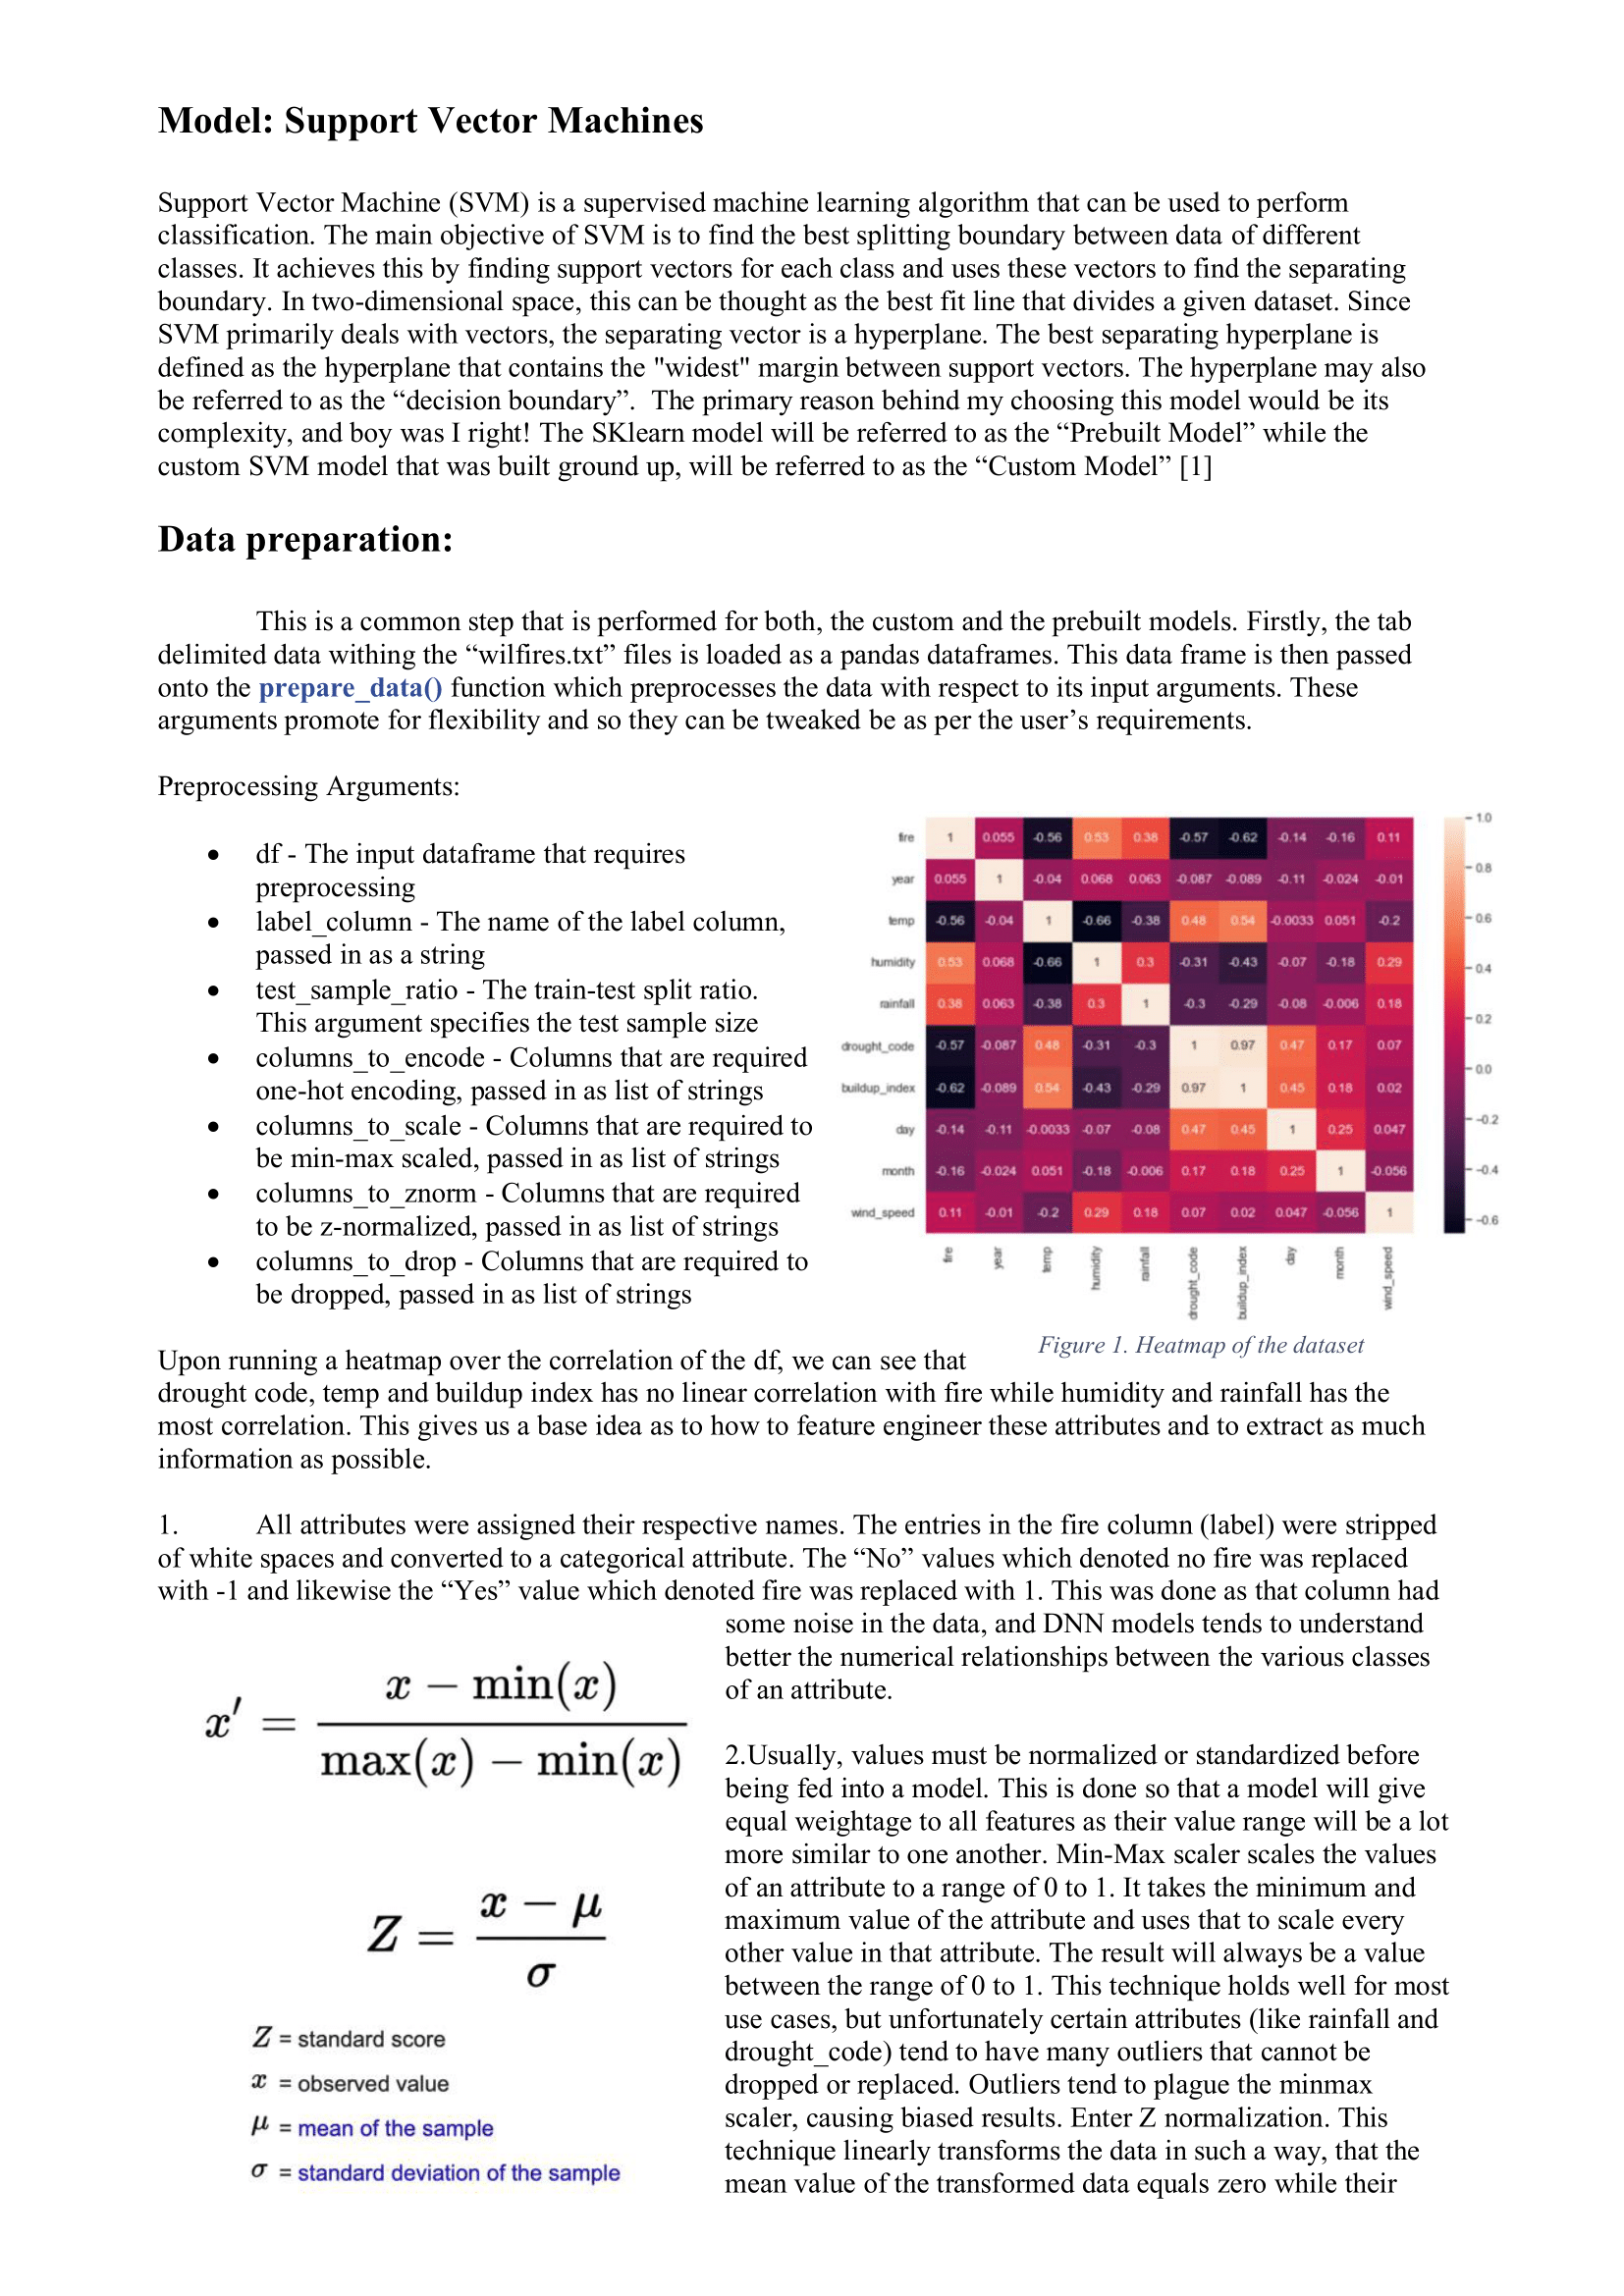 Model: Support Vector Machines
Support Vector Machine (SVM) is a supervised machine learning algorithm that can be used to perform
classification. The main objective of SVM is to find the best splitting boundary between data of different
classes. It achieves this by finding support vectors for each class and uses these vectors to find the separating
boundary. In two-dimensional space, this can be thought as the best fit line that divides a given dataset. Since
SVM primarily deals with vectors, the separating vector is a hyperplane. The best separating hyperplane is
defined as the hyperplane that contains the "widest" margin between support vectors. The hyperplane may also
be referred to as the “decision boundary”.  The primary reason behind my choosing this model would be its
complexity, and boy was I right! The SKlearn model will be referred to as the “Prebuilt Model” while the
custom SVM model that was built ground up, will be referred to as the “Custom Model” [1]
Data preparation:
This is a common step that is performed for both, the custom and the prebuilt models. Firstly, the tab
delimited data withing the “wilfires.txt” files is loaded as a pandas dataframes. This data frame is then passed
onto the prepare_data() function which preprocesses the data with respect to its input arguments. These
arguments promote for flexibility and so they can be tweaked be as per the user’s requirements.
Preprocessing Arguments:
• df - The input dataframe that requires
preprocessing
• label_column - The name of the label column,
passed in as a string
• test_sample_ratio - The train-test split ratio.
This argument specifies the test sample size
• columns_to_encode - Columns that are required
one-hot encoding, passed in as list of strings
• columns_to_scale - Columns that are required to
be min-max scaled, passed in as list of strings
• columns_to_znorm - Columns that are required
to be z-normalized, passed in as list of strings
• columns_to_drop - Columns that are required to
be dropped, passed in as list of strings
fire 1 0.055 -0.56 0.53 0.38 -0.57 -0.62 -0.14 -0.16 0.11
year 0.055 1 -0.04 0.068 0.063 -0.087 -0.089 -0.11 -0.024 -0.01
temp -0.56 -0.04 1 -0.66 -0.38 0.48 0.54 -0.0033 0.051 -0.2
humidity 0.53 0.068 -0.66 1 0.3 -0.31 -0.43 -0.07 -0.18 0.29
rainfall 0.38 0.063 -0.38 0.3 1 -0.3 -0.29 -0.08 -0.006 0.18
drought_code -0.57 -0.087 0.48 -0.31 -0.3 1 0.97 0.47 0.17 0.07
buildup_index -0.62 -0.089 0.54 -0.43 -0.29 0.97 1 0.45 0.18 0.02
day -0.14 -0.11 -0.0033 -0.07 -0.08 0.47 0.45 1 0.25 0.047
month -0.16 -0.024 0.051 -0.18 -0.006 0.17 0.18 0.25 1 -0.056
wind_speed 0.11 -0.01 -0.2 0.29 0.18 0.07 0.02 0.047 -0.056 1
fire year temp humidity rainfall drought_code buildup_index day month wind_speed
1.0
0.8
0.6
0.4
0.2
0.0
-0.2
-0.4
-0.6
Figure 1. Heatmap of the dataset
Upon running a heatmap over the correlation of the df, we can see that
drought code, temp and buildup index has no linear correlation with fire while humidity and rainfall has the
most correlation. This gives us a base idea as to how to feature engineer these attributes and to extract as much
information as possible.
1. All attributes were assigned their respective names. The entries in the fire column (label) were stripped
of white spaces and converted to a categorical attribute. The “No” values which denoted no fire was replaced
with -1 and likewise the “Yes” value which denoted fire was replaced with 1. This was done as that column had
some noise in the data, and DNN models tends to understand
better the numerical relationships between the various classes
of an attribute.
x′ = (x − min(x)) / (max(x) − min(x))
Z = (x − μ) / σ
Z = standard score
x = observed value
μ = mean of the sample
σ = standard deviation of the sample
2.Usually, values must be normalized or standardized before
being fed into a model. This is done so that a model will give
equal weightage to all features as their value range will be a lot
more similar to one another. Min-Max scaler scales the values
of an attribute to a range of 0 to 1. It takes the minimum and
maximum value of the attribute and uses that to scale every
other value in that attribute. The result will always be a value
between the range of 0 to 1. This technique holds well for most
use cases, but unfortunately certain attributes (like rainfall and
drought_code) tend to have many outliers that cannot be
dropped or replaced. Outliers tend to plague the minmax
scaler, causing biased results. Enter Z normalization. This
technique linearly transforms the data in such a way, that the
mean value of the transformed data equals zero while their